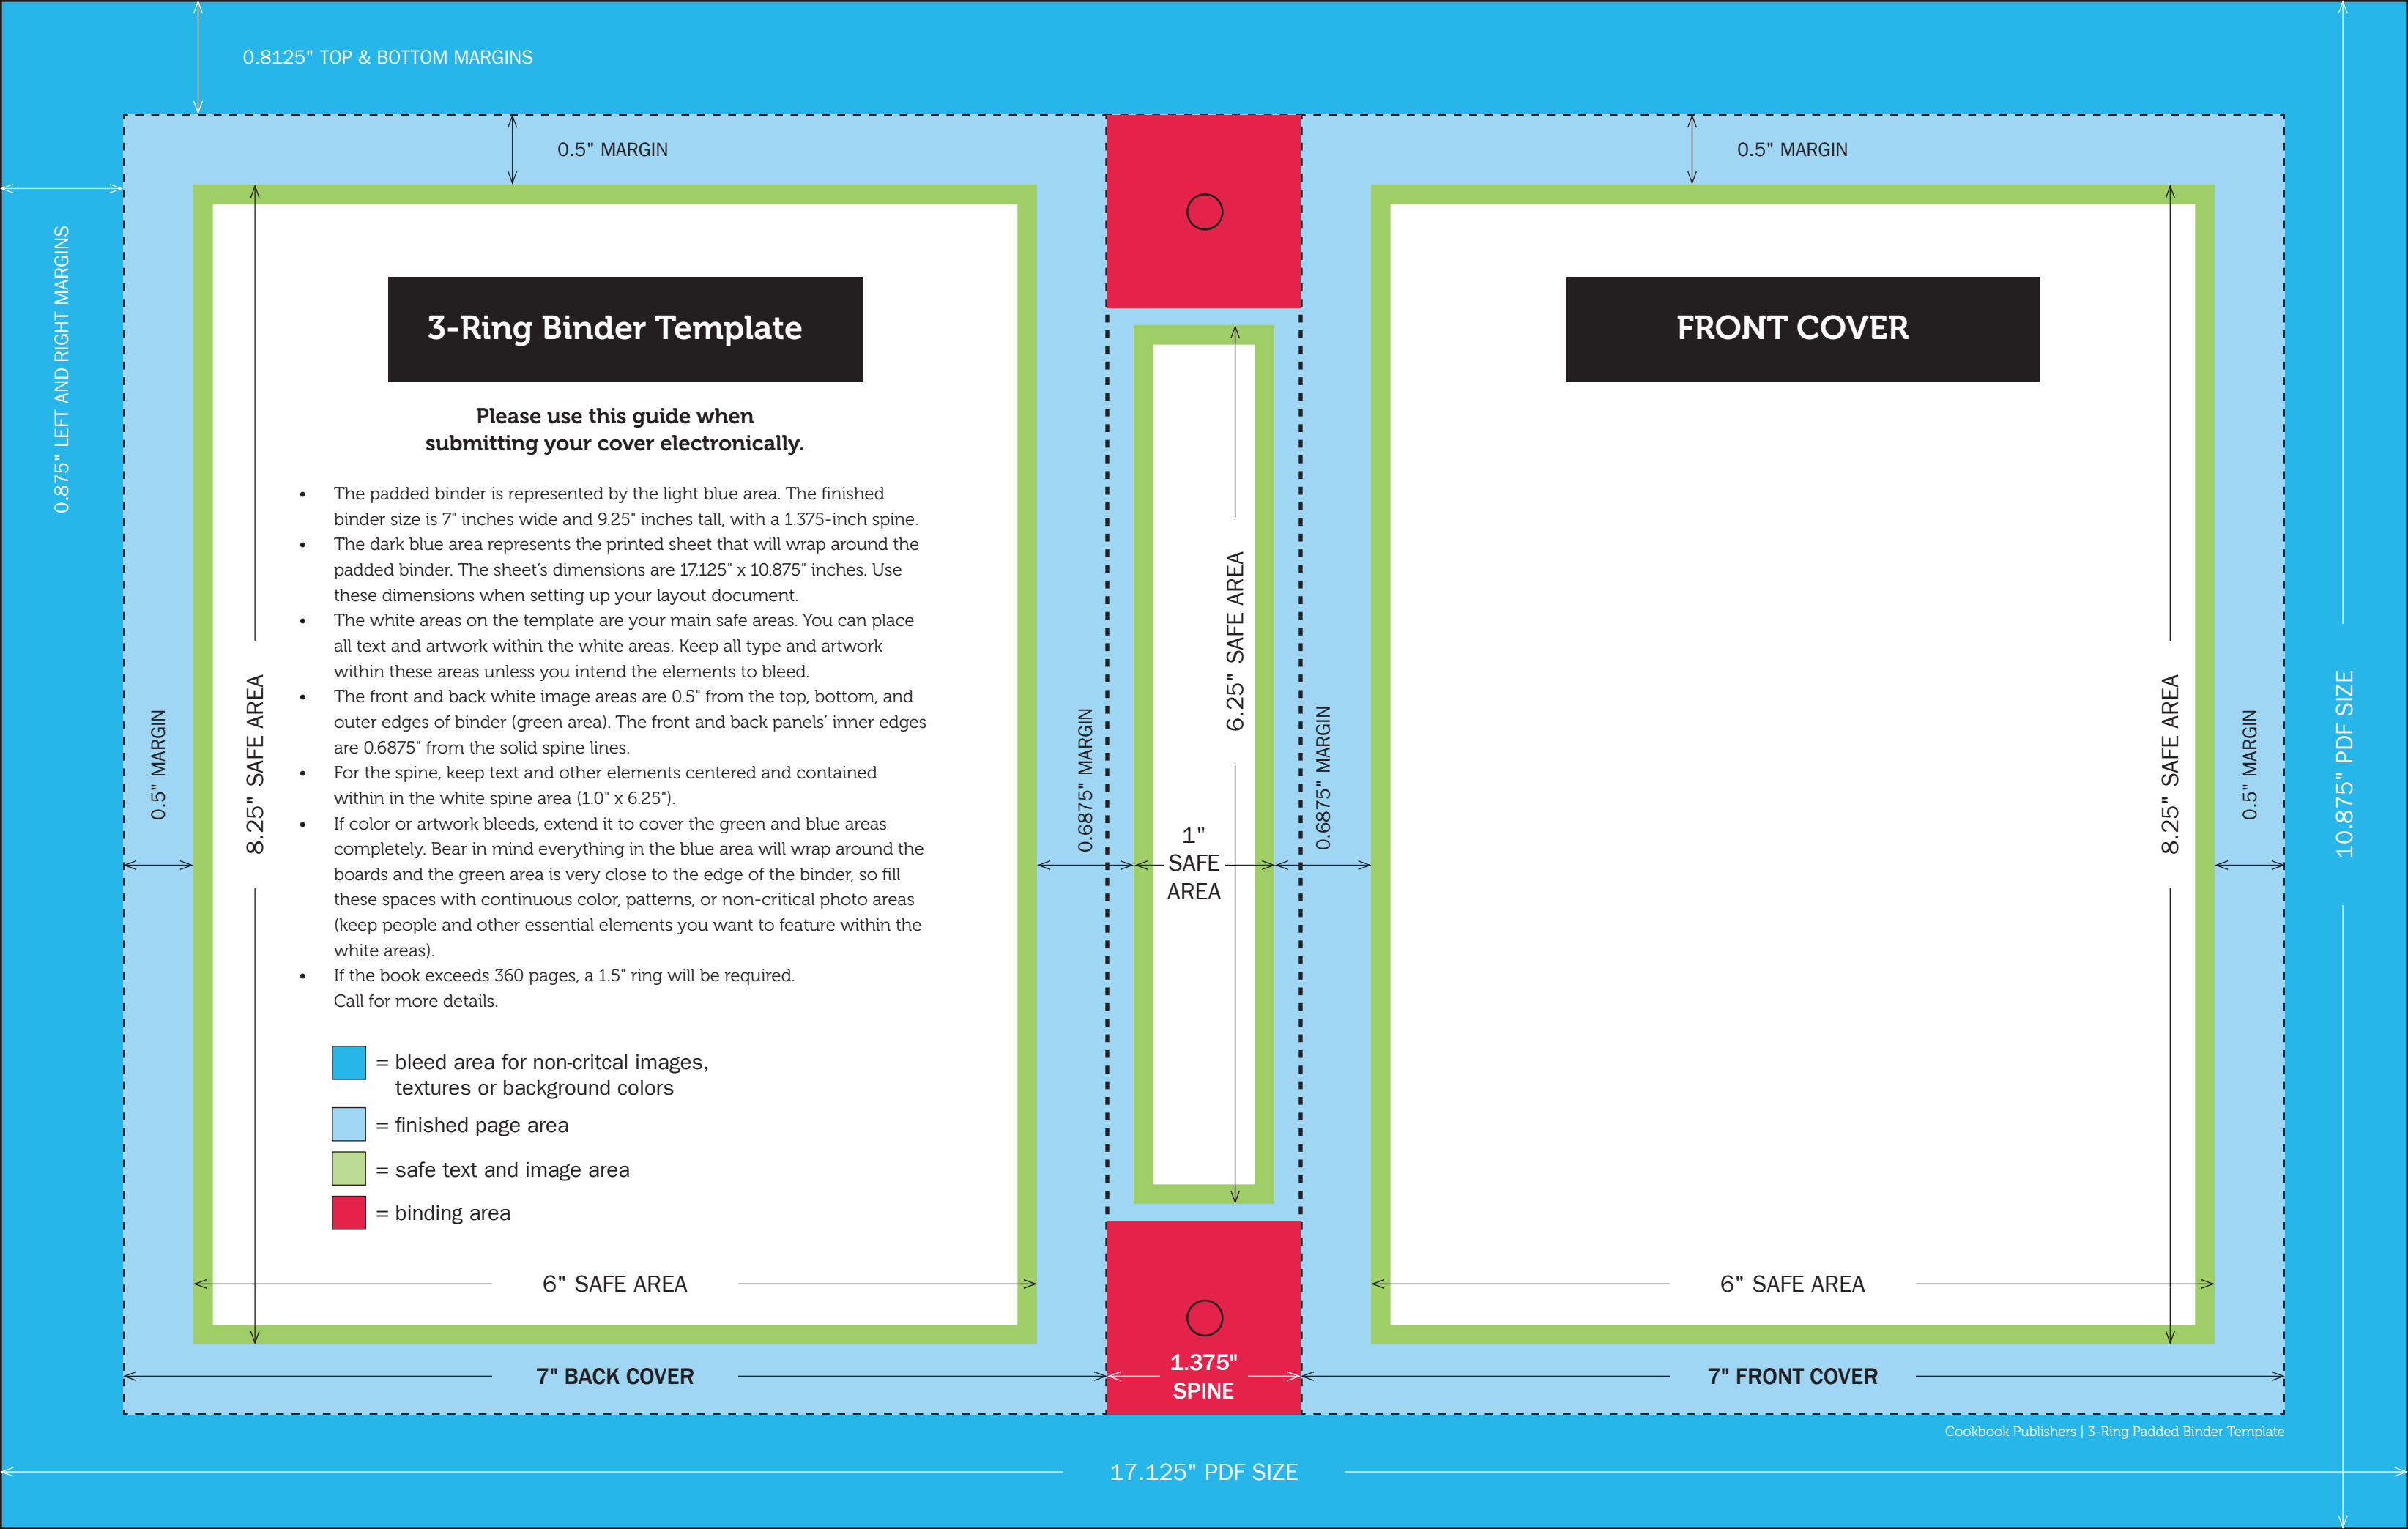 0.8125" TOP & BOTTOM MARGINS
0.875" LEFT AND RIGHT MARGINS
0.5" MARGIN
0.5" MARGIN
3-Ring Binder Template
Please use this guide when
submitting your cover electronically.
• The padded binder is represented by the light blue area. The finished
binder size is 7" inches wide and 9.25" inches tall, with a 1.375-inch spine.
• The dark blue area represents the printed sheet that will wrap around the
padded binder. The sheet's dimensions are 17.125" x 10.875" inches. Use
these dimensions when setting up your layout document.
• The white areas on the template are your main safe areas. You can place
all text and artwork within the white areas. Keep all type and artwork
within these areas unless you intend the elements to bleed.
• The front and back white image areas are 0.5" from the top, bottom, and
outer edges of binder (green area). The front and back panels' inner edges
are 0.6875" from the solid spine lines.
• For the spine, keep text and other elements centered and contained
within in the white spine area (1.0" x 6.25").
• If color or artwork bleeds, extend it to cover the green and blue areas
completely. Bear in mind everything in the blue area will wrap around the
boards and the green area is very close to the edge of the binder, so fill
these spaces with continuous color, patterns, or non-critical photo areas
(keep people and other essential elements you want to feature within the
white areas).
• If the book exceeds 360 pages, a 1.5" ring will be required.
Call for more details.
= bleed area for non-critcal images,
textures or background colors
= finished page area
= safe text and image area
= binding area
8.25" SAFE AREA
6" SAFE AREA
7" BACK COVER
0.6875" MARGIN
6.25" SAFE AREA
1"
SAFE
AREA
0.6875" MARGIN
1.375"
SPINE
0.5" MARGIN
FRONT COVER
8.25" SAFE AREA
0.5" MARGIN
6" SAFE AREA
7" FRONT COVER
10.875" PDF SIZE
Cookbook Publishers | 3-Ring Padded Binder Template
17.125" PDF SIZE